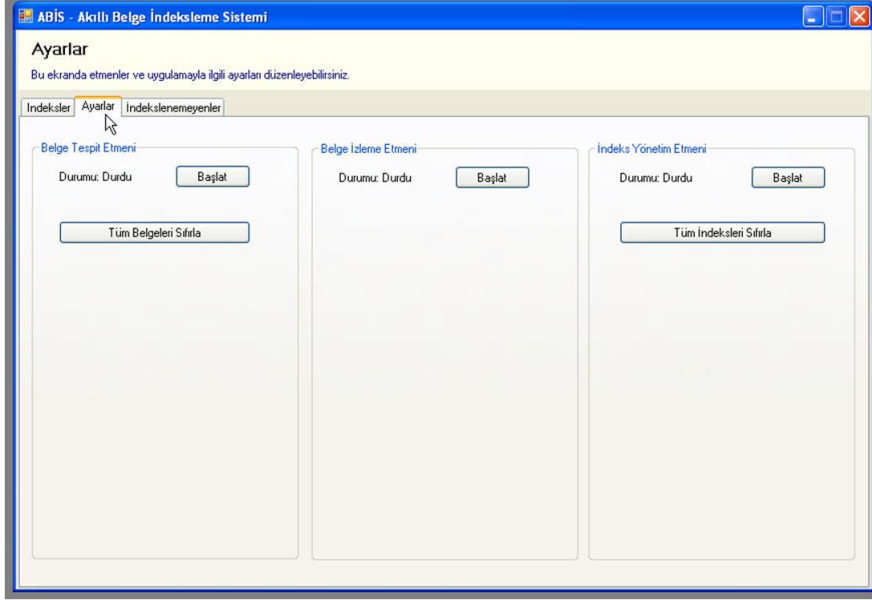 ABİS - Akıllı Belge İndeksleme Sistemi
Ayarlar
Bu ekranda etmenler ve uygulamayla ilgili ayarları düzenleyebilirsiniz.
Indeksler Ayarlar İndekslenemeyenler
Belge Tespit Etmeni
Durumu: Durdu Başlat
Tüm Belgeleri Sıfırla
Belge İzleme Etmeni
Durumu: Durdu Başlat
İndeks Yönetim Etmeni
Durumu: Durdu Başlat
Tüm İndeksleri Sıfırla